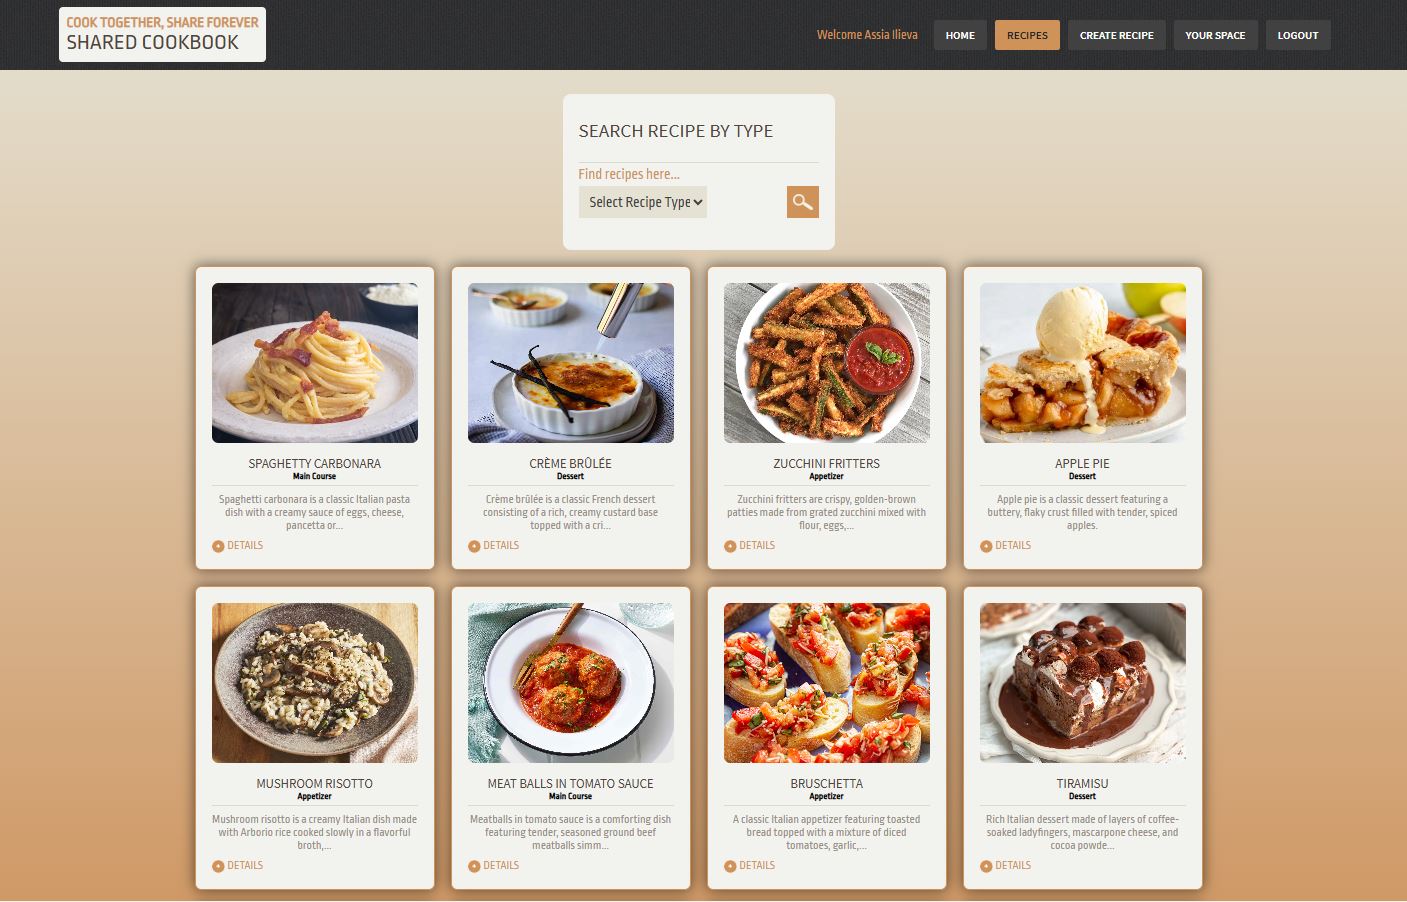 COOK TOGETHER, SHARE FOREVER
SHARED COOKBOOK
Welcome Assia Ilieva
HOME
RECIPES
CREATE RECIPE
YOUR SPACE
LOGOUT
SEARCH RECIPE BY TYPE
Find recipes here...
Select Recipe Type
SPAGHETTY CARBONARA
Main Course
Spaghetti carbonara is a classic Italian pasta
dish with a creamy sauce of eggs, cheese,
pancetta or...
DETAILS
CRÈME BRÛLÉE
Dessert
Crème brûlée is a classic French dessert
consisting of a rich, creamy custard base
topped with a cri...
DETAILS
ZUCCHINI FRITTERS
Appetizer
Zucchini fritters are crispy, golden-brown
patties made from grated zucchini mixed with
flour, eggs,...
DETAILS
APPLE PIE
Dessert
Apple pie is a classic dessert featuring a
buttery, flaky crust filled with tender, spiced
apples.
DETAILS
MUSHROOM RISOTTO
Appetizer
Mushroom risotto is a creamy Italian dish made
with Arborio rice cooked slowly in a flavorful
broth,...
DETAILS
MEAT BALLS IN TOMATO SAUCE
Main Course
Meatballs in tomato sauce is a comforting dish
featuring tender, seasoned ground beef
meatballs simm...
DETAILS
BRUSCHETTA
Appetizer
A classic Italian appetizer featuring toasted
bread topped with a mixture of diced
tomatoes, garlic,...
DETAILS
TIRAMISU
Dessert
Rich Italian dessert made of layers of coffee-
soaked ladyfingers, mascarpone cheese, and
cocoa powde...
DETAILS